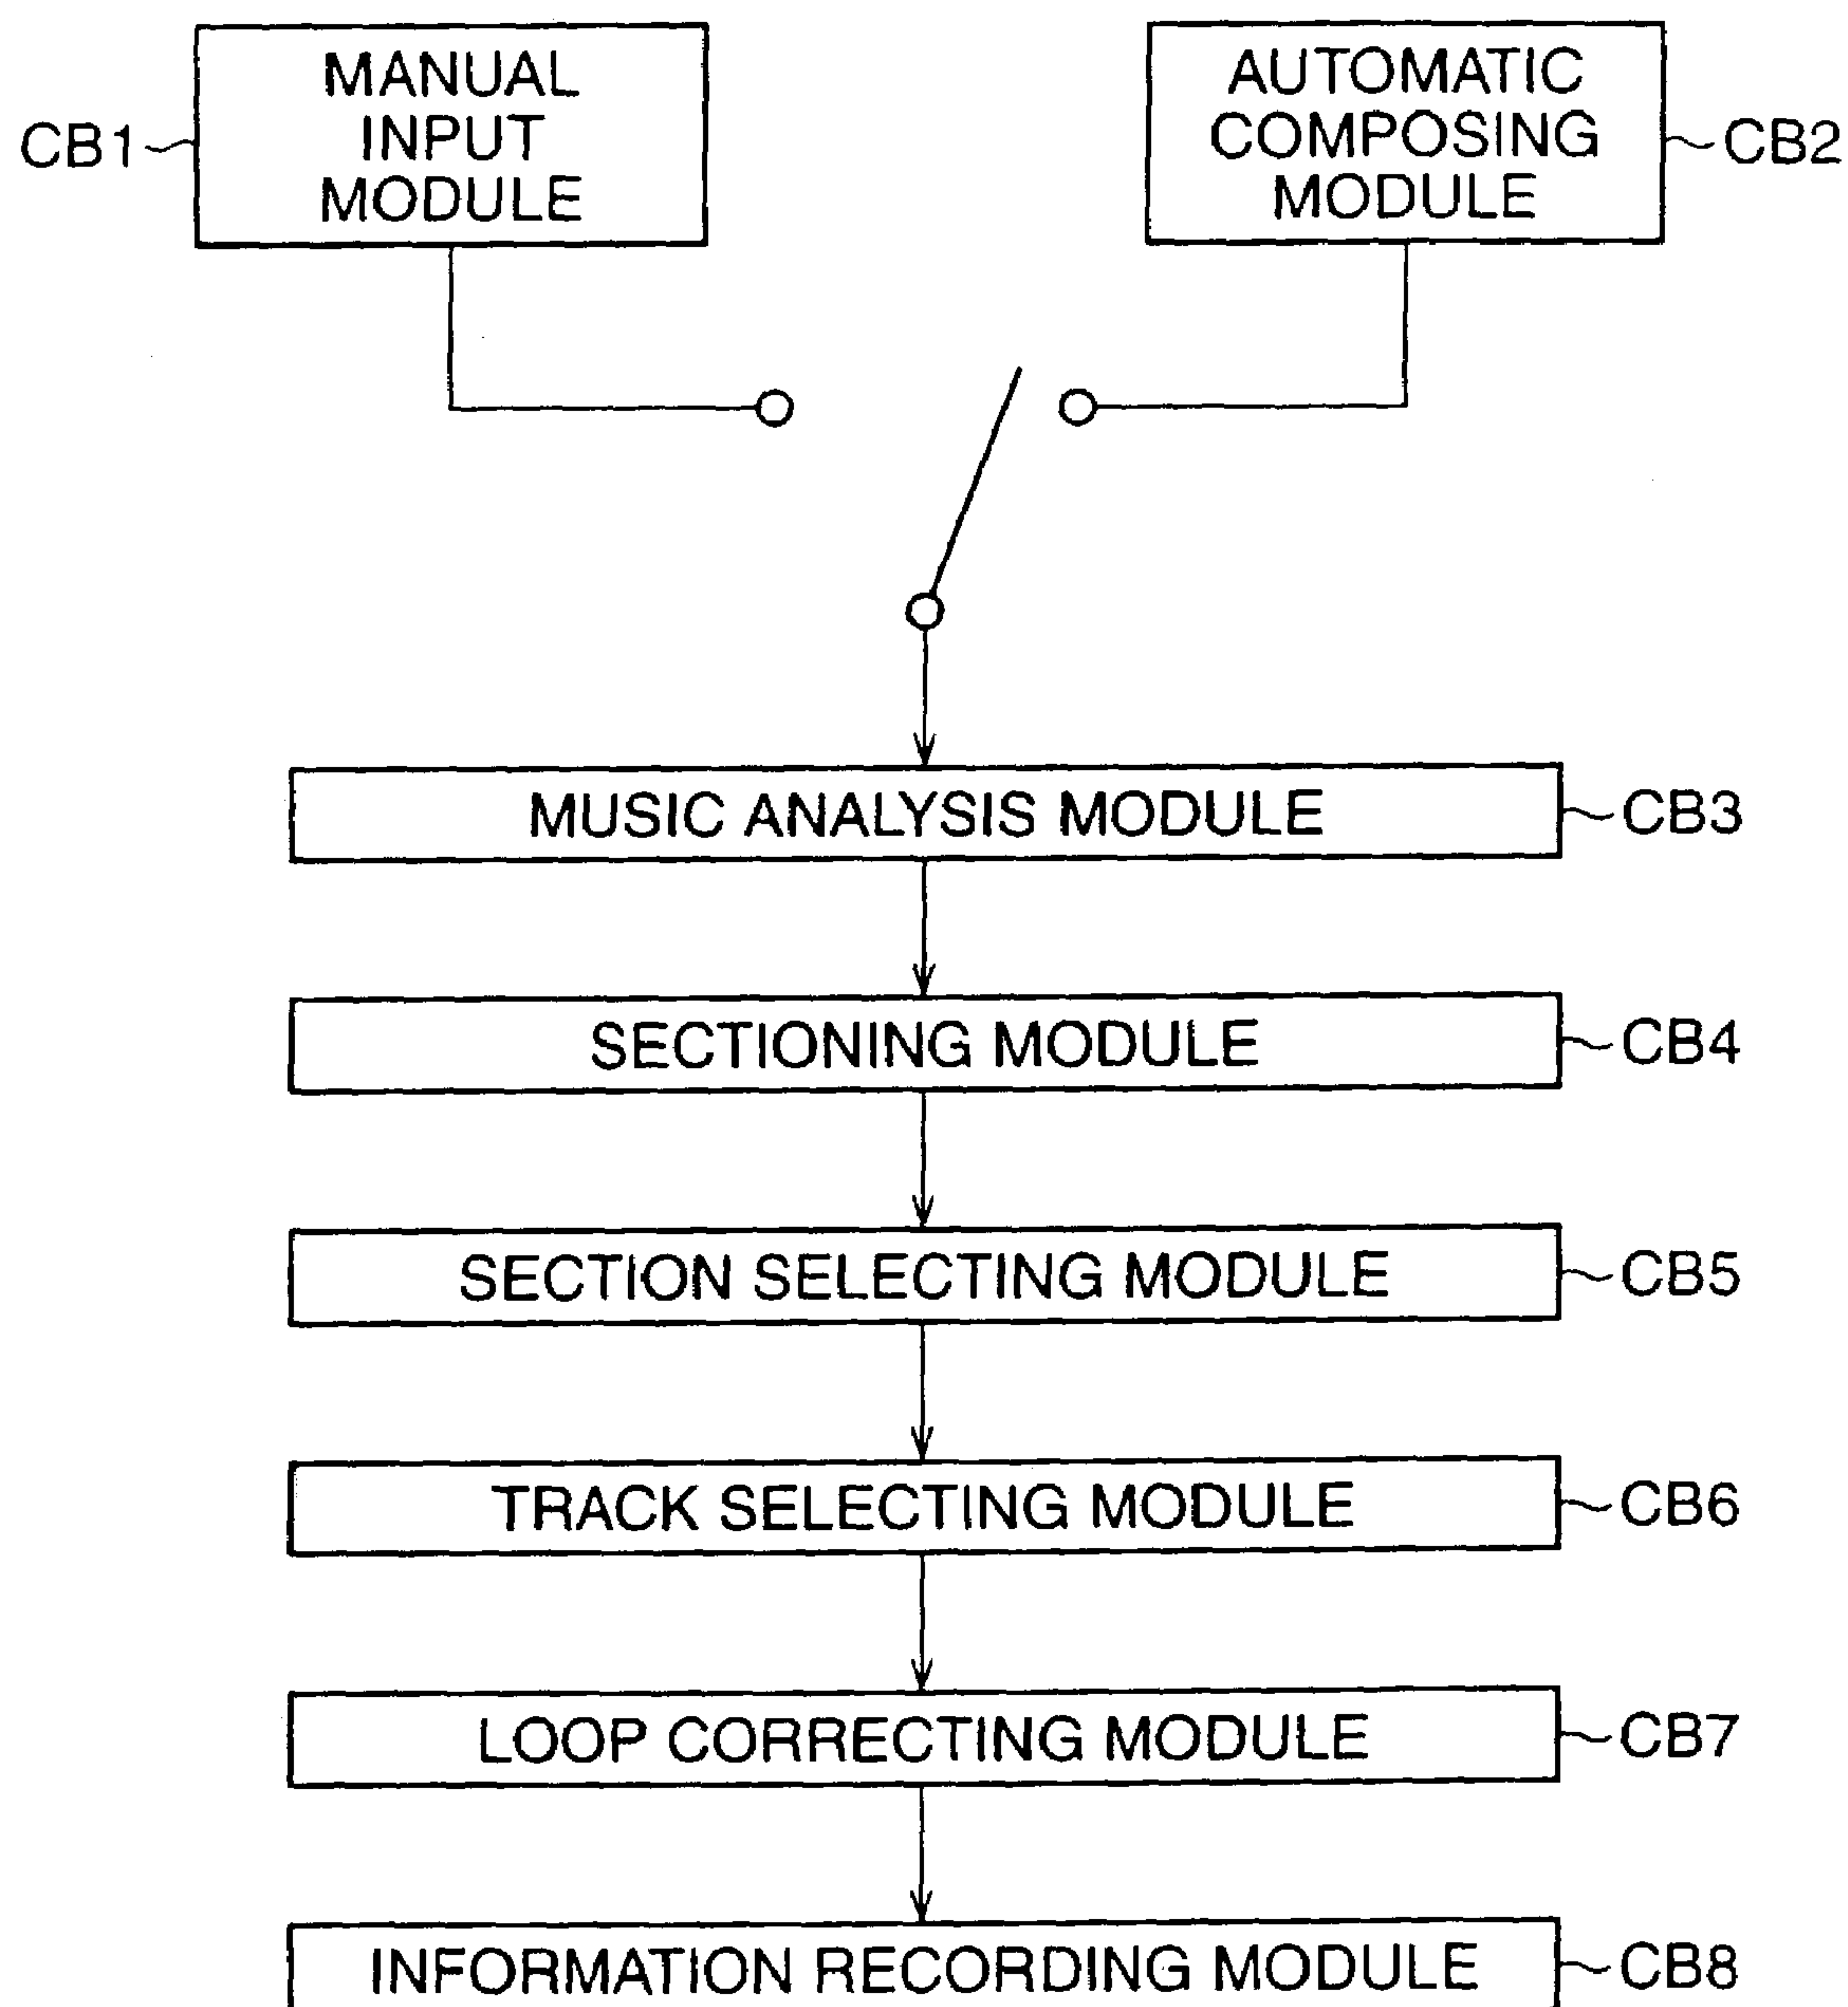 MANUAL
INPUT
MODULE
CB1
AUTOMATIC
COMPOSING
MODULE
CB2
MUSIC ANALYSIS MODULE
CB3
SECTIONING MODULE
CB4
SECTION SELECTING MODULE
CB5
TRACK SELECTING MODULE
CB6
LOOP CORRECTING MODULE
CB7
INFORMATION RECORDING MODULE
CB8